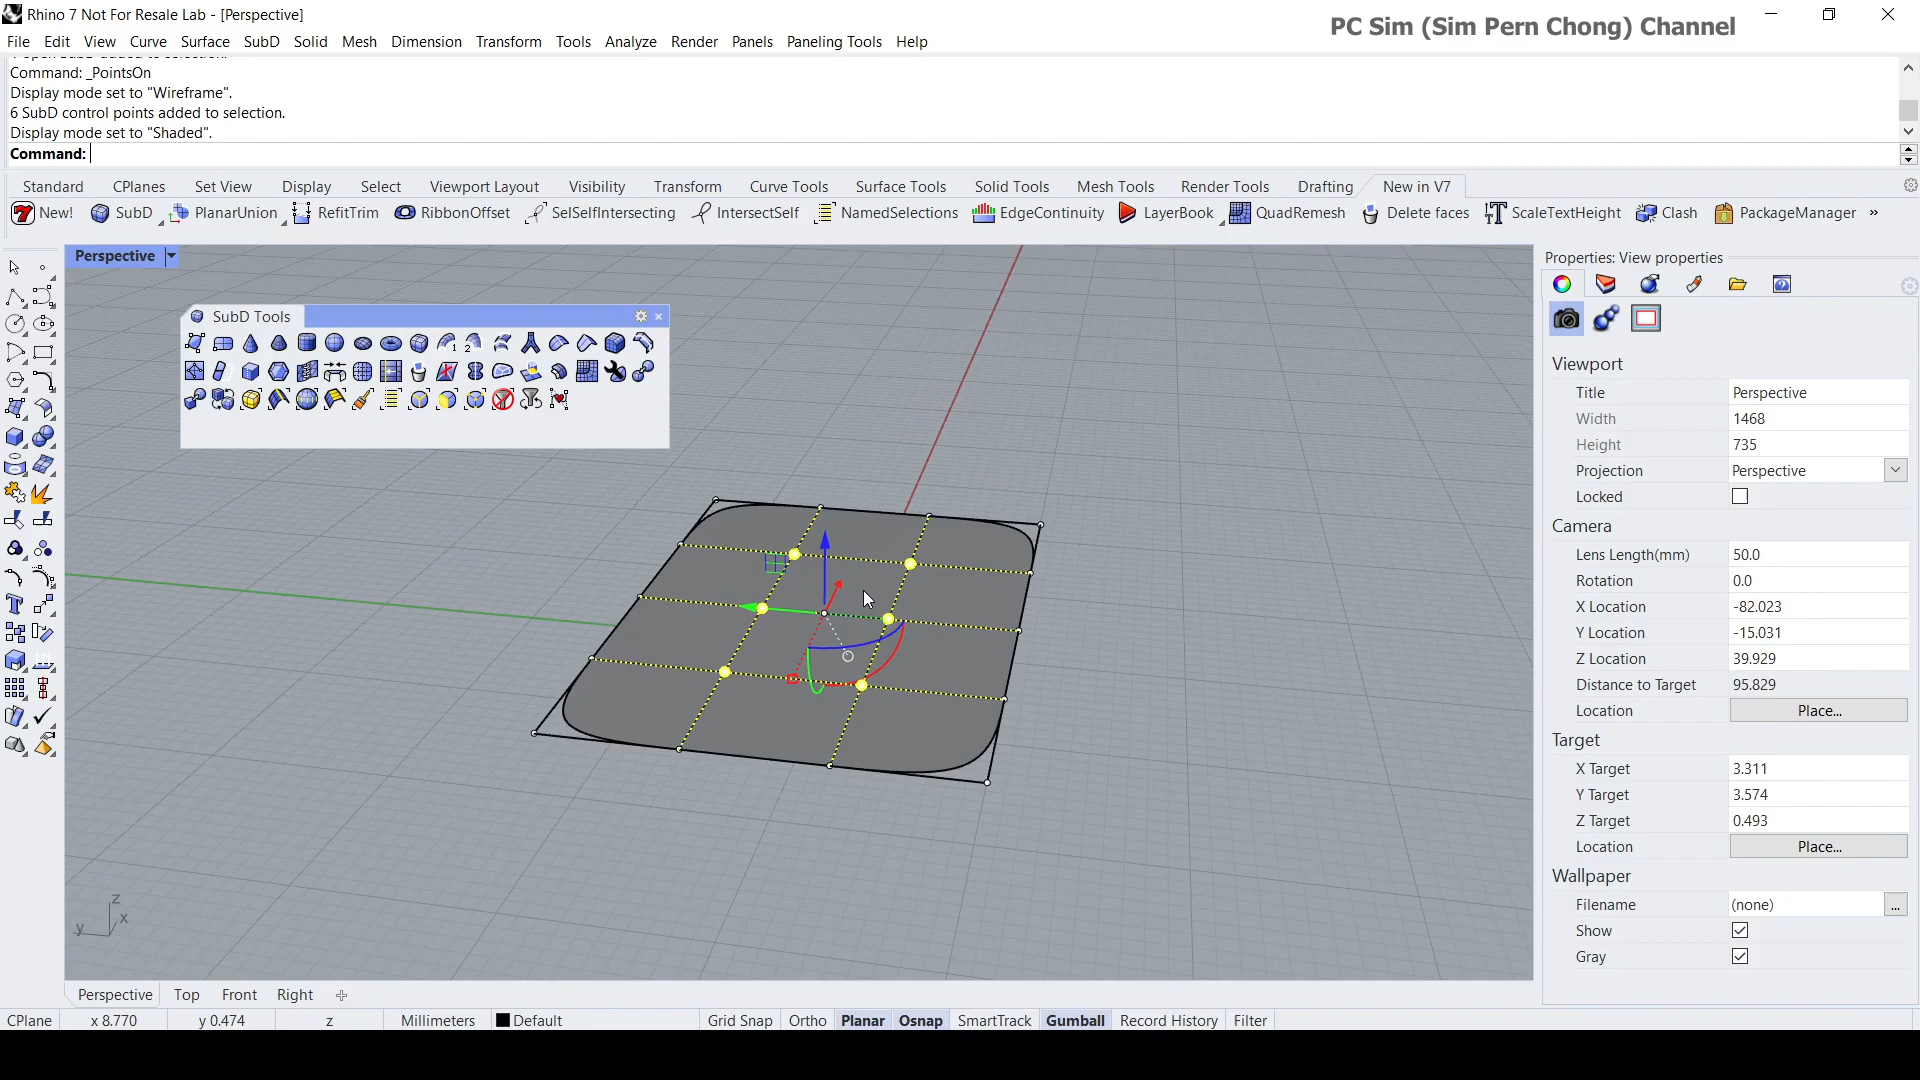 Rhino 7 Not For Resale Lab - [Perspective]
PC Sim (Sim Pern Chong) Channel
File Edit View Curve Surface SubD Solid Mesh Dimension Transform Tools Analyze Render Panels Paneling Tools Help
Command: _PointsOn
Display mode set to "Wireframe".
6 SubD control points added to selection.
Display mode set to "Shaded".
Command:
Standard CPlanes Set View Display Select Viewport Layout Visibility Transform Curve Tools Surface Tools Solid Tools Mesh Tools Render Tools Drafting New in V7
New! SubD PlanarUnion RefitTrim RibbonOffset SelSelfIntersecting IntersectSelf NamedSelections EdgeContinuity LayerBook QuadRemesh Delete faces ScaleTextHeight Clash PackageManager »
Perspective
SubD Tools
Properties: View properties
Viewport
Title Perspective
Width 1468
Height 735
Projection Perspective
Locked
Camera
Lens Length(mm) 50.0
Rotation 0.0
X Location -82.023
Y Location -15.031
Z Location 39.929
Distance to Target 95.829
Location Place...
Target
X Target 3.311
Y Target 3.574
Z Target 0.493
Location Place...
Wallpaper
Filename (none) ...
Show
Gray
z
x
y
Perspective Top Front Right
CPlane x 8.770 y 0.474 z Millimeters Default Grid Snap Ortho Planar Osnap SmartTrack Gumball Record History Filter